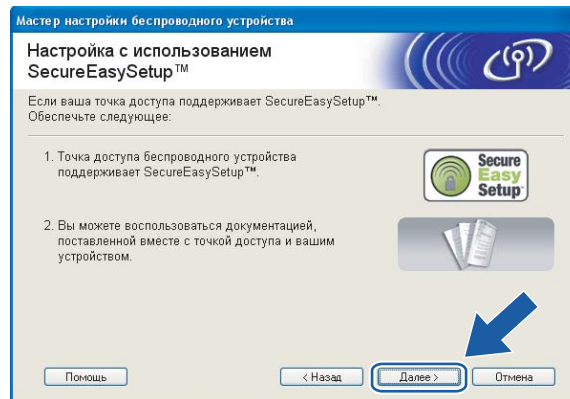 Мастер настройки беспроводного устройства
Настройка с использованием
SecureEasySetup™
Если ваша точка доступа поддерживает SecureEasySetup™.
Обеспечьте следующее:
1. Точка доступа беспроводного устройства
поддерживает SecureEasySetup™.
Secure
Easy
Setup
2. Вы можете воспользоваться документацией,
поставленной вместе с точкой доступа и вашим
устройством.
Помощь
< Назад
Далее >
Отмена